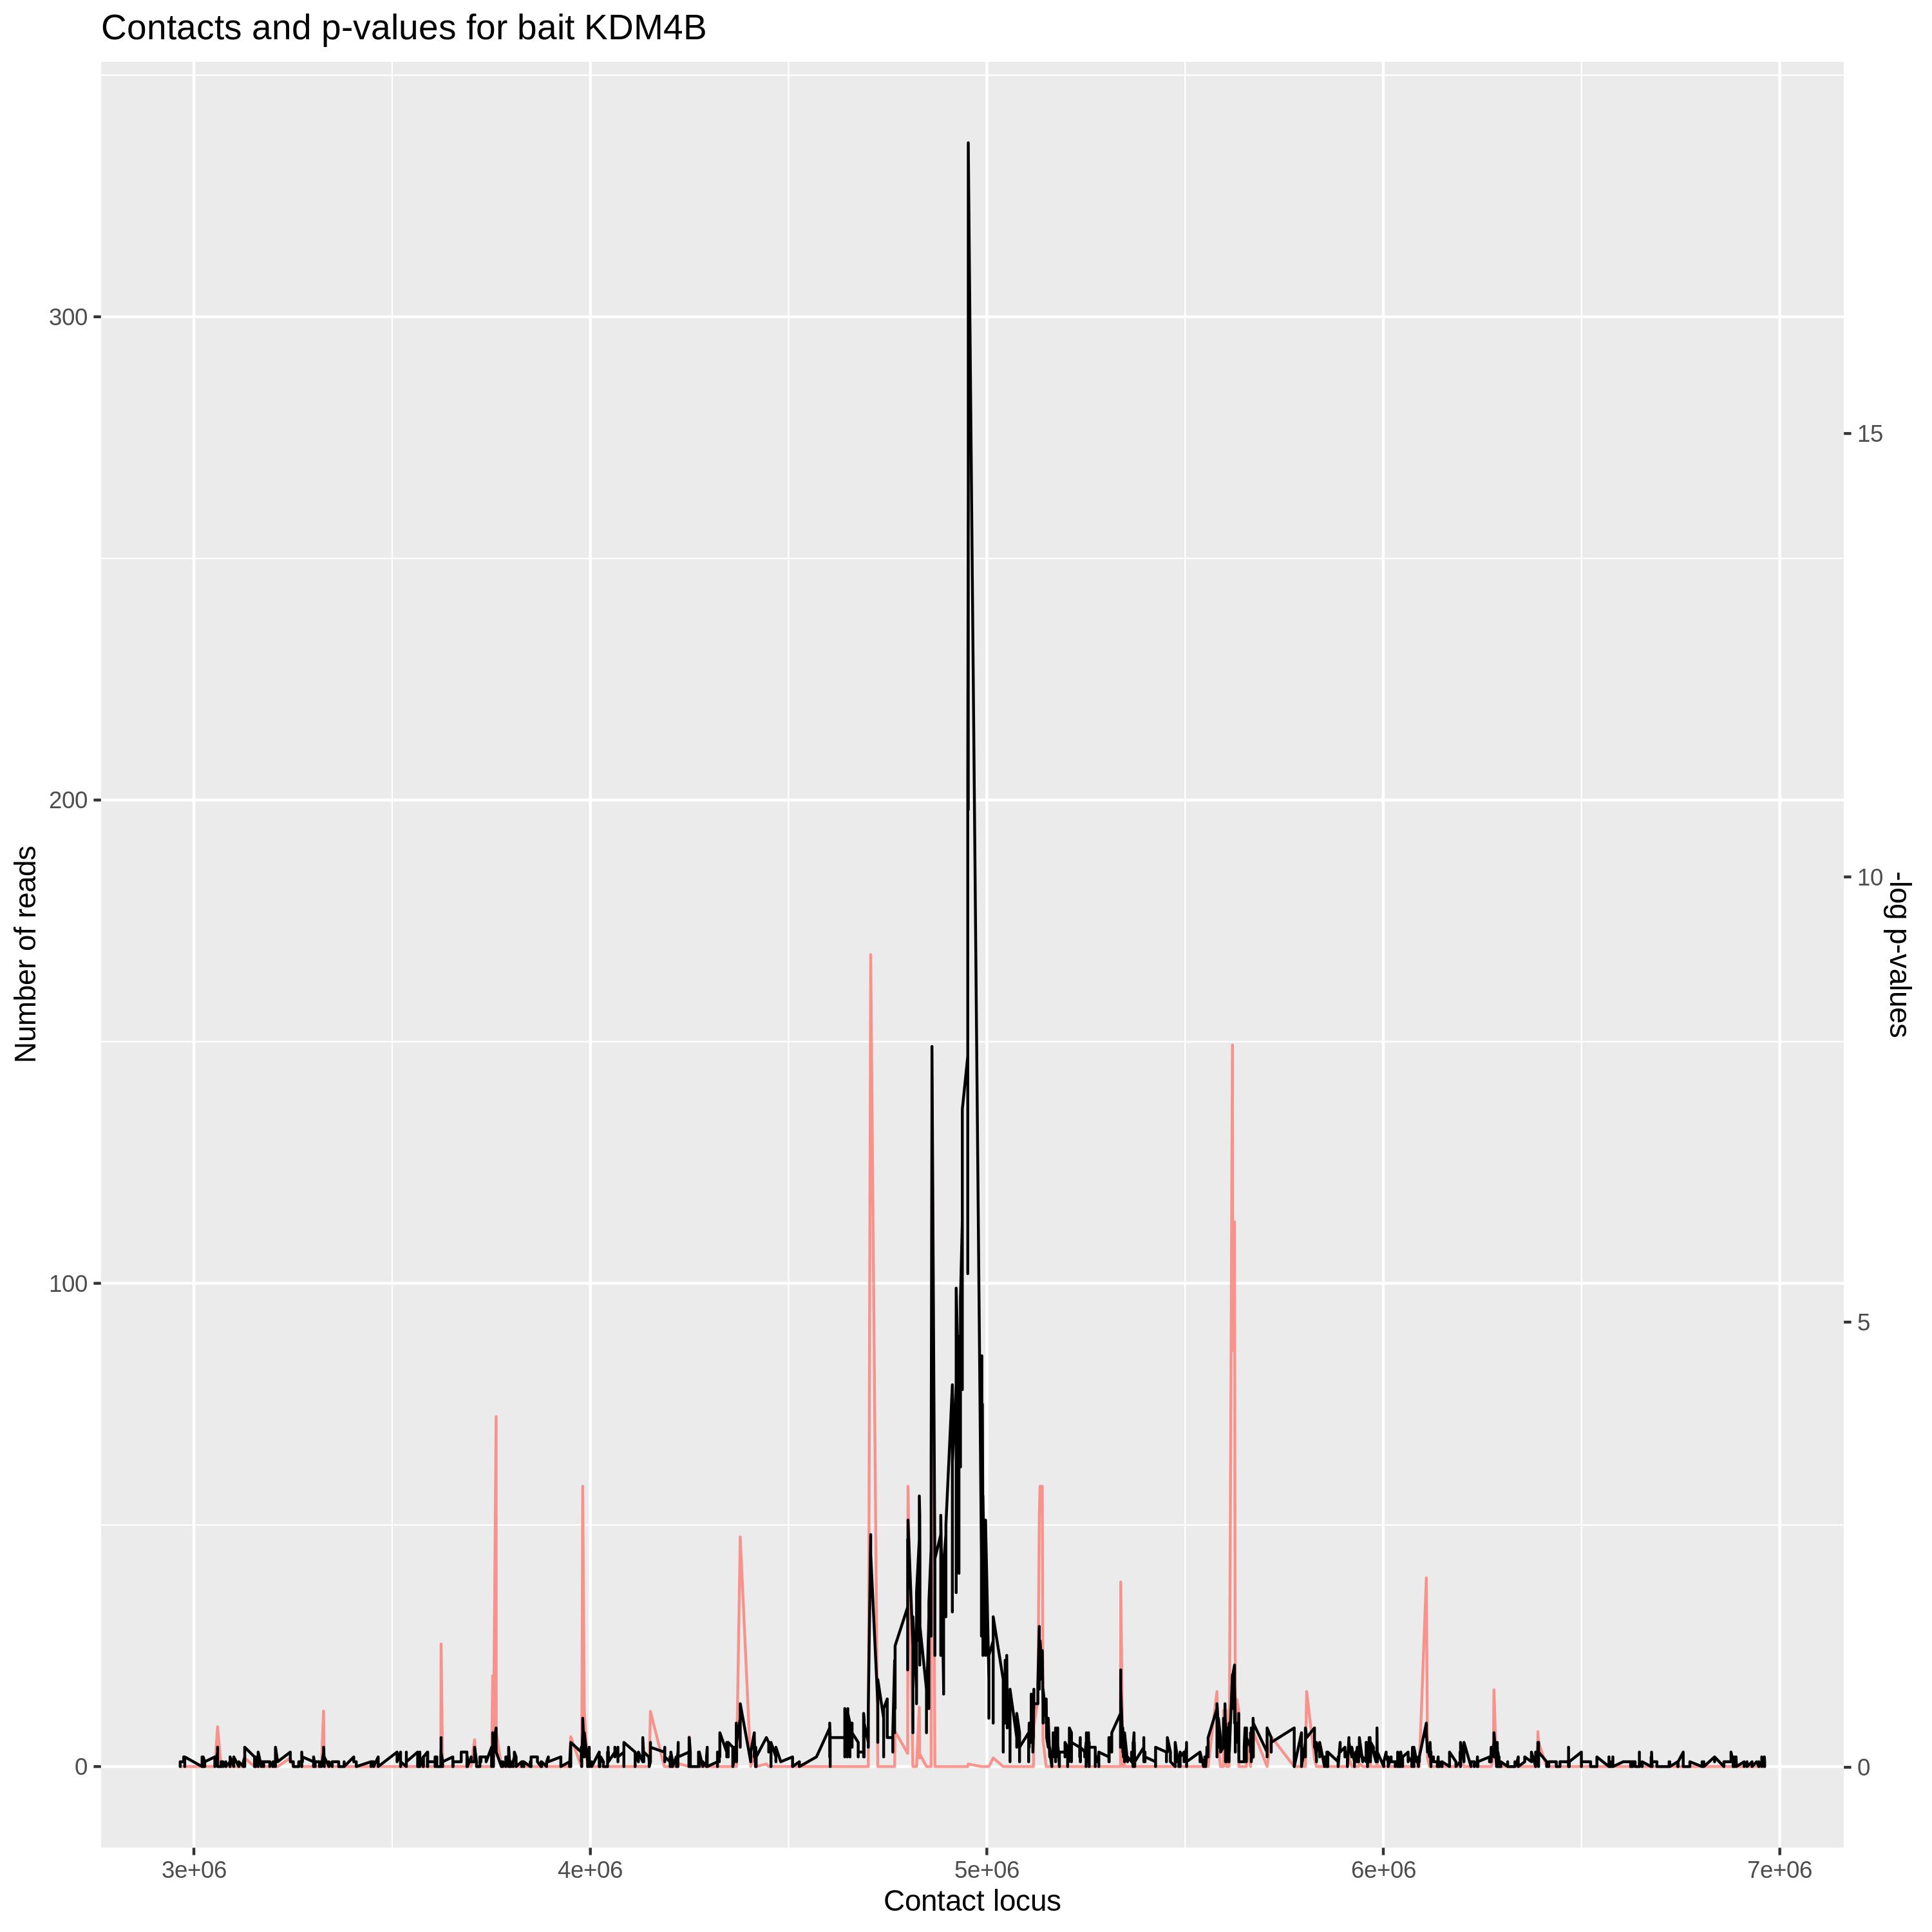 Contacts and p-values for bait KDM4B
300
200
100
0
Number of reads
15
10
5
0
-log p-values
3e+06 4e+06 5e+06 6e+06 7e+06
Contact locus